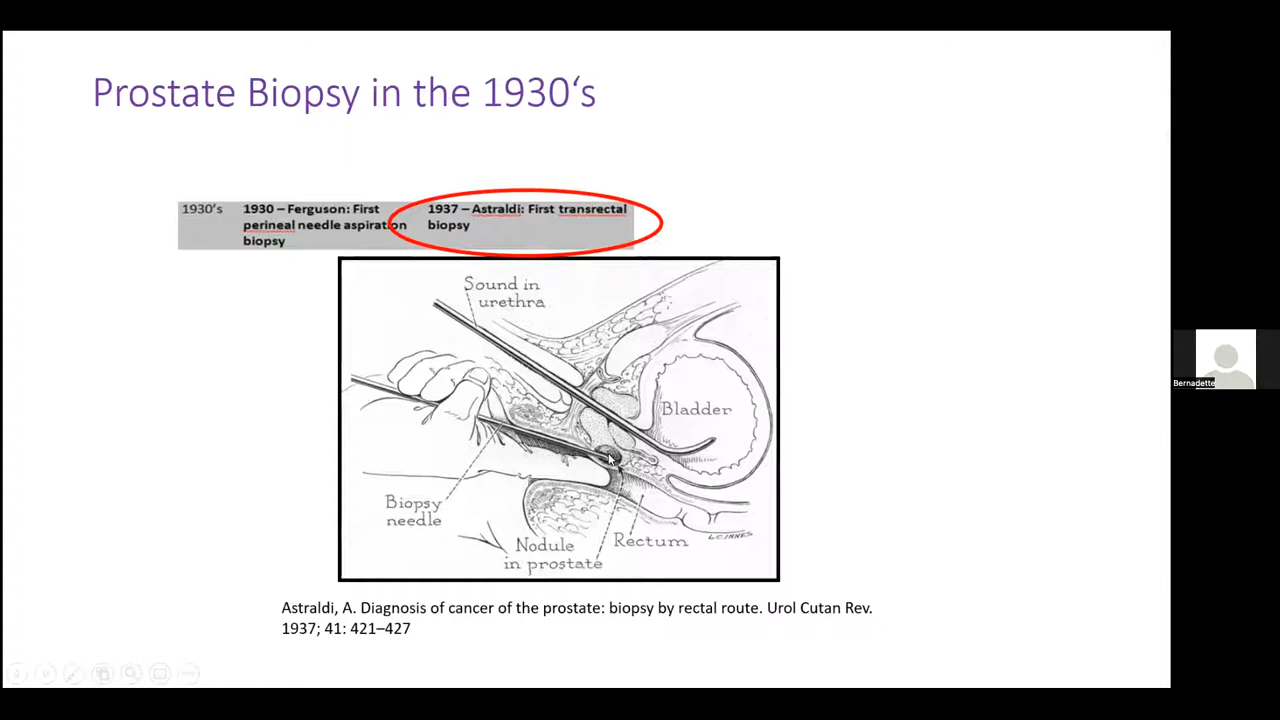 Prostate Biopsy in the 1930‘s
1930’s
1930 – Ferguson: First
perineal needle aspiration
biopsy
1937 – Astraldi: First transrectal
biopsy
Sound in
urethra
Bladder
Biopsy
needle
Nodule
in prostate
Rectum
L.C. INNES
Astraldi, A. Diagnosis of cancer of the prostate: biopsy by rectal route. Urol Cutan Rev.
1937; 41: 421–427
Bernadette